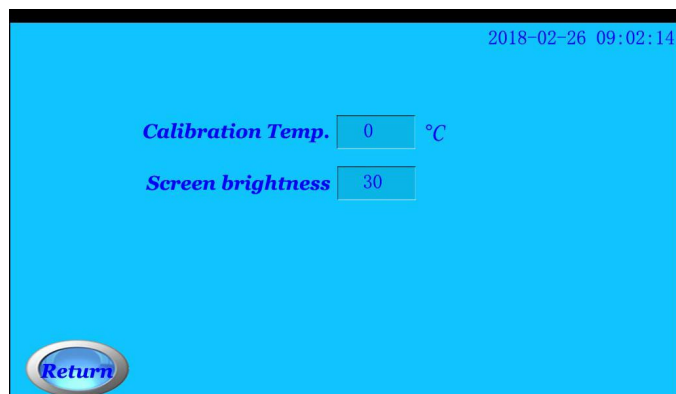 2018-02-26 09:02:14
Calibration Temp. 0 °C
Screen brightness 30
Return